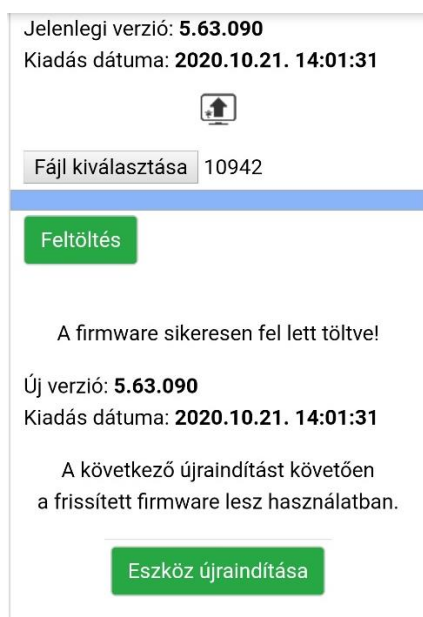 Jelenlegi verzió: 5.63.090
Kiadás dátuma: 2020.10.21. 14:01:31
Fájl kiválasztása 10942
Feltöltés
A firmware sikeresen fel lett töltve!
Új verzió: 5.63.090
Kiadás dátuma: 2020.10.21. 14:01:31
A következő újraindítást követően
a frissített firmware lesz használatban.
Eszköz újraindítása